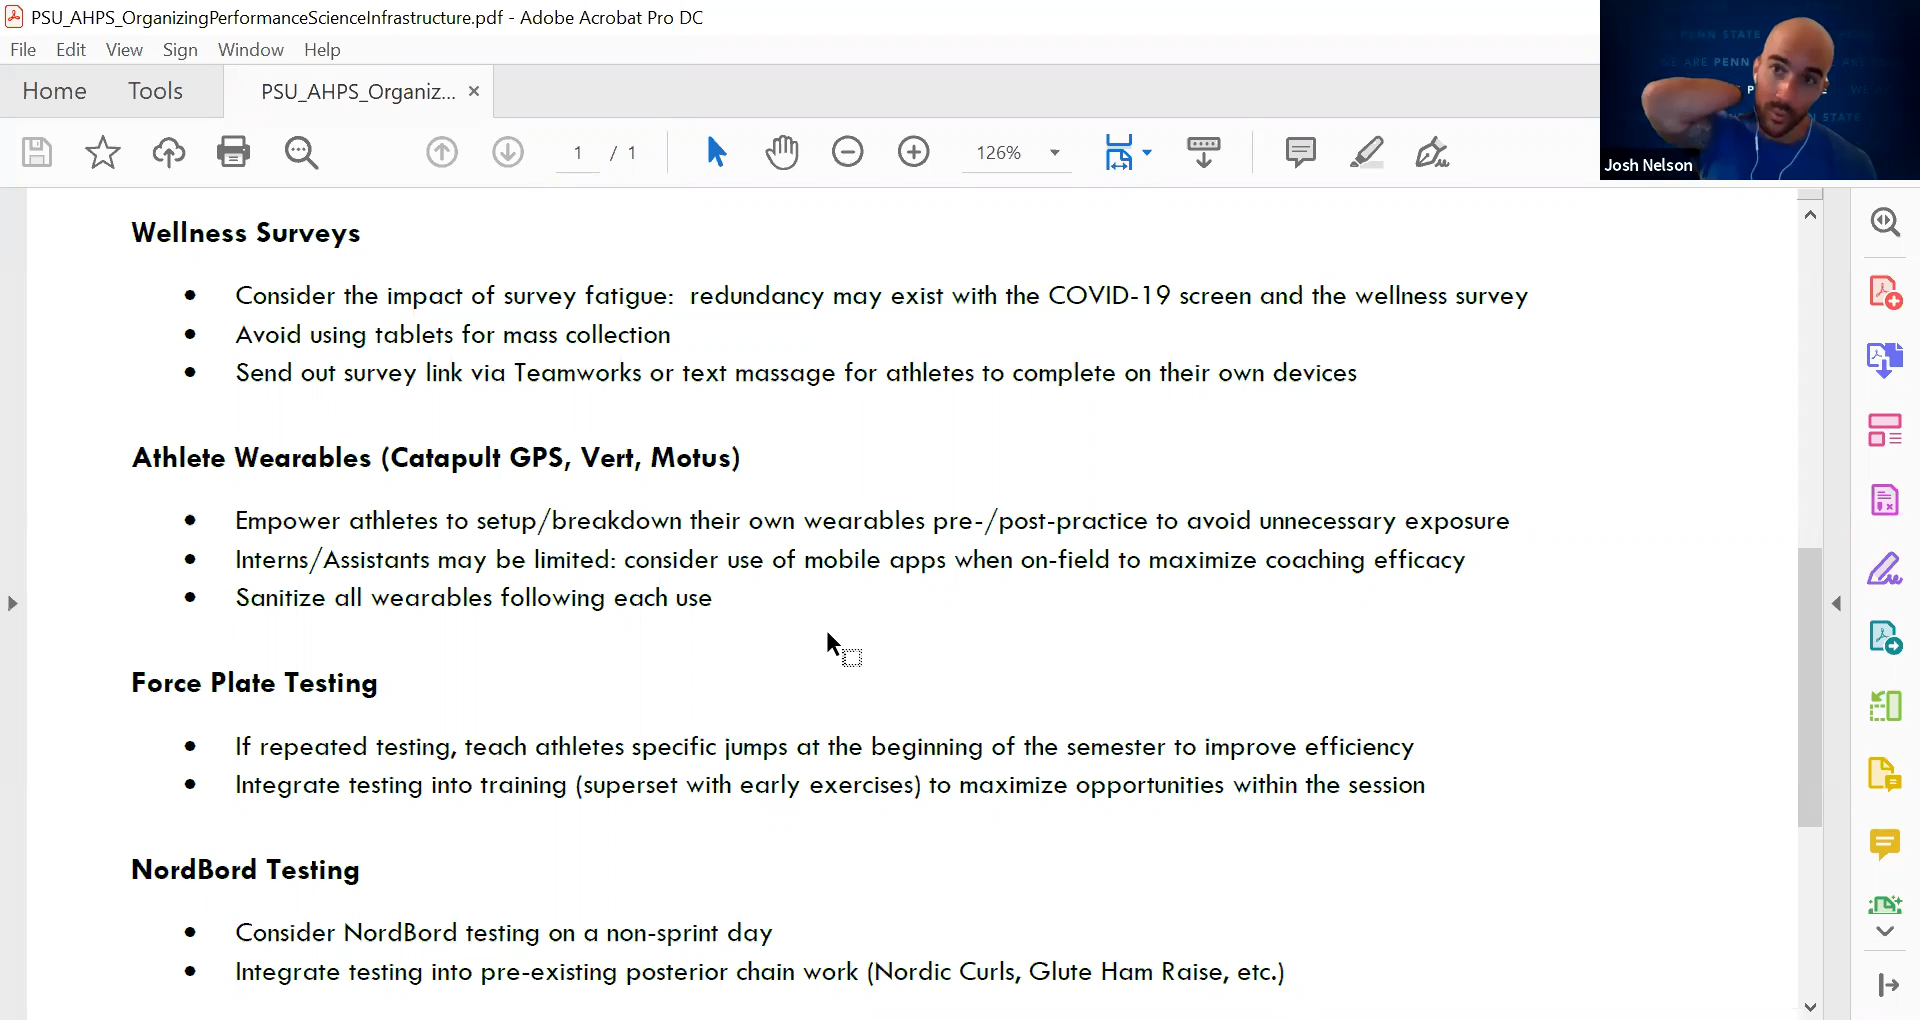 PSU_AHPS_OrganizingPerformanceScienceInfrastructure.pdf - Adobe Acrobat Pro DC
File Edit View Sign Window Help
Home Tools PSU_AHPS_Organiz... ×
1 / 1 126%
PENN STATE
WE ARE PENN
STATE
Josh Nelson
Wellness Surveys
• Consider the impact of survey fatigue: redundancy may exist with the COVID-19 screen and the wellness survey
• Avoid using tablets for mass collection
• Send out survey link via Teamworks or text massage for athletes to complete on their own devices
Athlete Wearables (Catapult GPS, Vert, Motus)
• Empower athletes to setup/breakdown their own wearables pre-/post-practice to avoid unnecessary exposure
• Interns/Assistants may be limited: consider use of mobile apps when on-field to maximize coaching efficacy
• Sanitize all wearables following each use
Force Plate Testing
• If repeated testing, teach athletes specific jumps at the beginning of the semester to improve efficiency
• Integrate testing into training (superset with early exercises) to maximize opportunities within the session
NordBord Testing
• Consider NordBord testing on a non-sprint day
• Integrate testing into pre-existing posterior chain work (Nordic Curls, Glute Ham Raise, etc.)